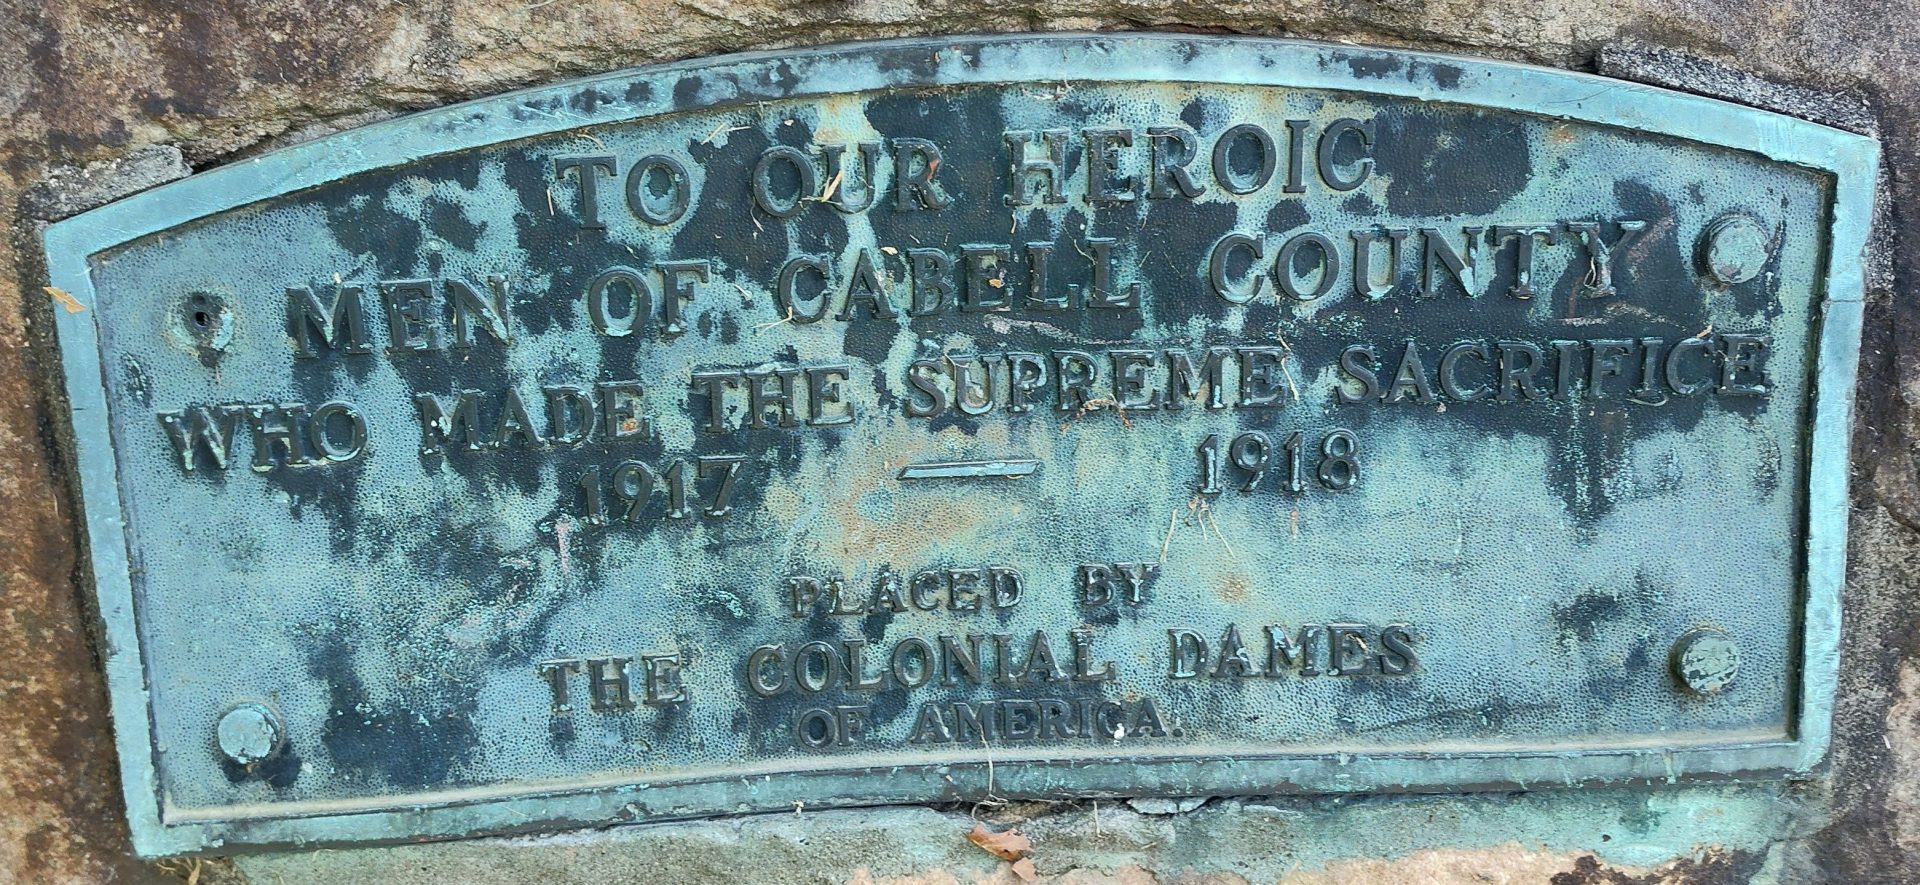 TO OUR HEROIC
MEN OF CABELL COUNTY
WHO MADE THE SUPREME SACRIFICE
1917 — 1918
PLACED BY
THE COLONIAL DAMES
OF AMERICA.